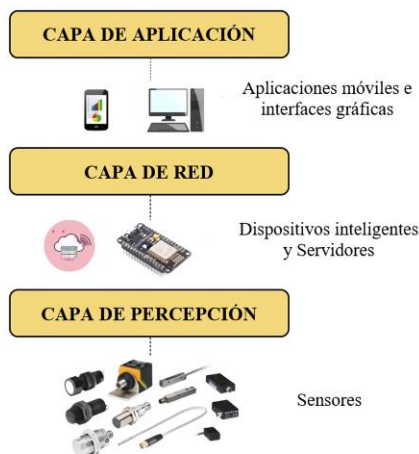 CAPA DE APLICACIÓN
Aplicaciones móviles e
interfaces gráficas
CAPA DE RED
Dispositivos inteligentes
y Servidores
CAPA DE PERCEPCIÓN
Sensores